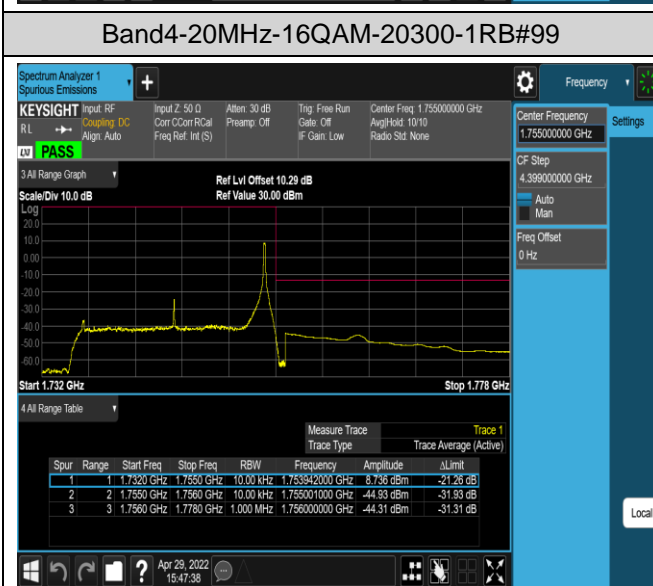 Band4-20MHz-16QAM-20300-1RB#99
Spectrum Analyzer 1
Spurious Emissions
+
Frequency
KEYSIGHT
Input: RF
Coupling: DC
Align: Auto
Input Z: 50 Ω
Corr CCorr RCal
Freq Ref: Int (S)
Atten: 30 dB
Preamp: Off
Trig: Free Run
Gate: Off
IF Gain: Low
Center Freq: 1.755000000 GHz
Avg|Hold: 10/10
Radio Std: None
RL
LXI PASS
Center Frequency
1.755000000 GHz
Settings
CF Step
4.399000000 GHz
Auto
Man
Freq Offset
0 Hz
3 All Range Graph
Scale/Div 10.0 dB
Ref Lvl Offset 10.29 dB
Ref Value 30.00 dBm
Log
20.0
10.0
0.00
-10.0
-20.0
-30.0
-40.0
-50.0
-60.0
Start 1.732 GHz
Stop 1.778 GHz
4 All Range Table
Measure Trace Trace 1
Trace Type Trace Average (Active)
Spur Range Start Freq Stop Freq RBW Frequency Amplitude ΔLimit
1 1 1.7320 GHz 1.7550 GHz 10.00 kHz 1.753942000 GHz 8.736 dBm -21.26 dB
2 2 1.7550 GHz 1.7560 GHz 10.00 kHz 1.755001000 GHz -44.93 dBm -31.93 dB
3 3 1.7560 GHz 1.7780 GHz 1.000 MHz 1.756000000 GHz -44.31 dBm -31.31 dB
Local
?
Apr 29, 2022
15:47:38